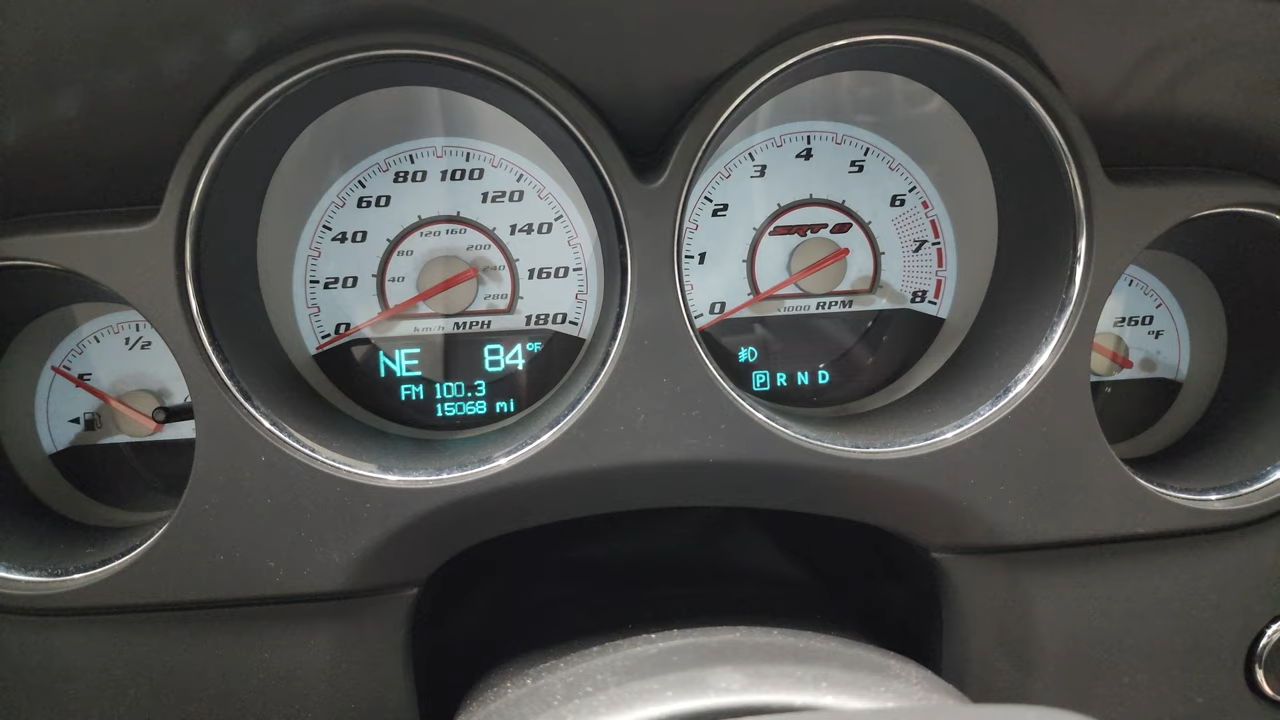 1/2
E
0 20 40 60 80 100 120 140 160 180
40 80 120 160 200 240 280
km/h MPH
NE 84°F
FM 100.3
15068 mi
0 1 2 3 4 5 6 7 8
SRT 8
x1000 RPM
P R N D
260 °F